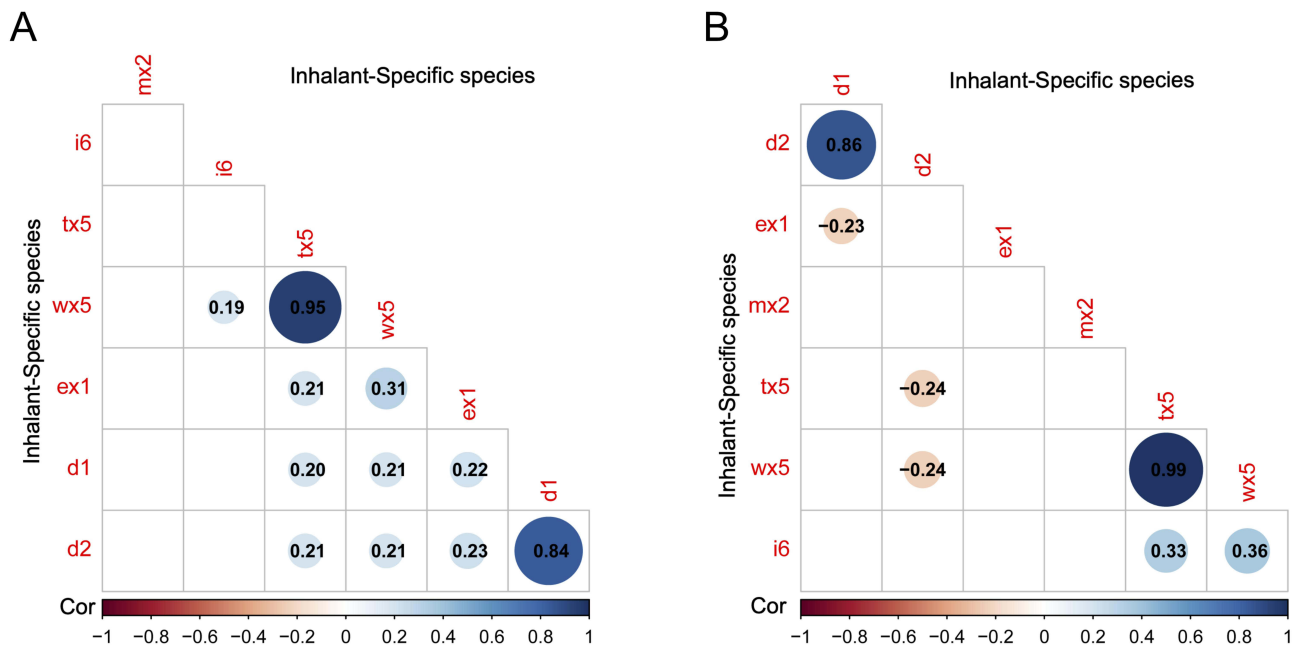 A
Inhalant-Specific species
Inhalant-Specific species
mx2
i6
tx5
wx5
ex1
d1
i6
tx5
wx5
ex1
d1
d2
0.19
0.95
0.21
0.31
0.20
0.21
0.22
0.21
0.21
0.23
0.84
Cor
−1 −0.8 −0.6 −0.4 −0.2 0 0.2 0.4 0.6 0.8 1
B
Inhalant-Specific species
Inhalant-Specific species
d1
d2
ex1
mx2
tx5
wx5
d2
ex1
mx2
tx5
wx5
i6
0.86
−0.23
−0.24
−0.24
0.99
0.33
0.36
Cor
−1 −0.8 −0.6 −0.4 −0.2 0 0.2 0.4 0.6 0.8 1